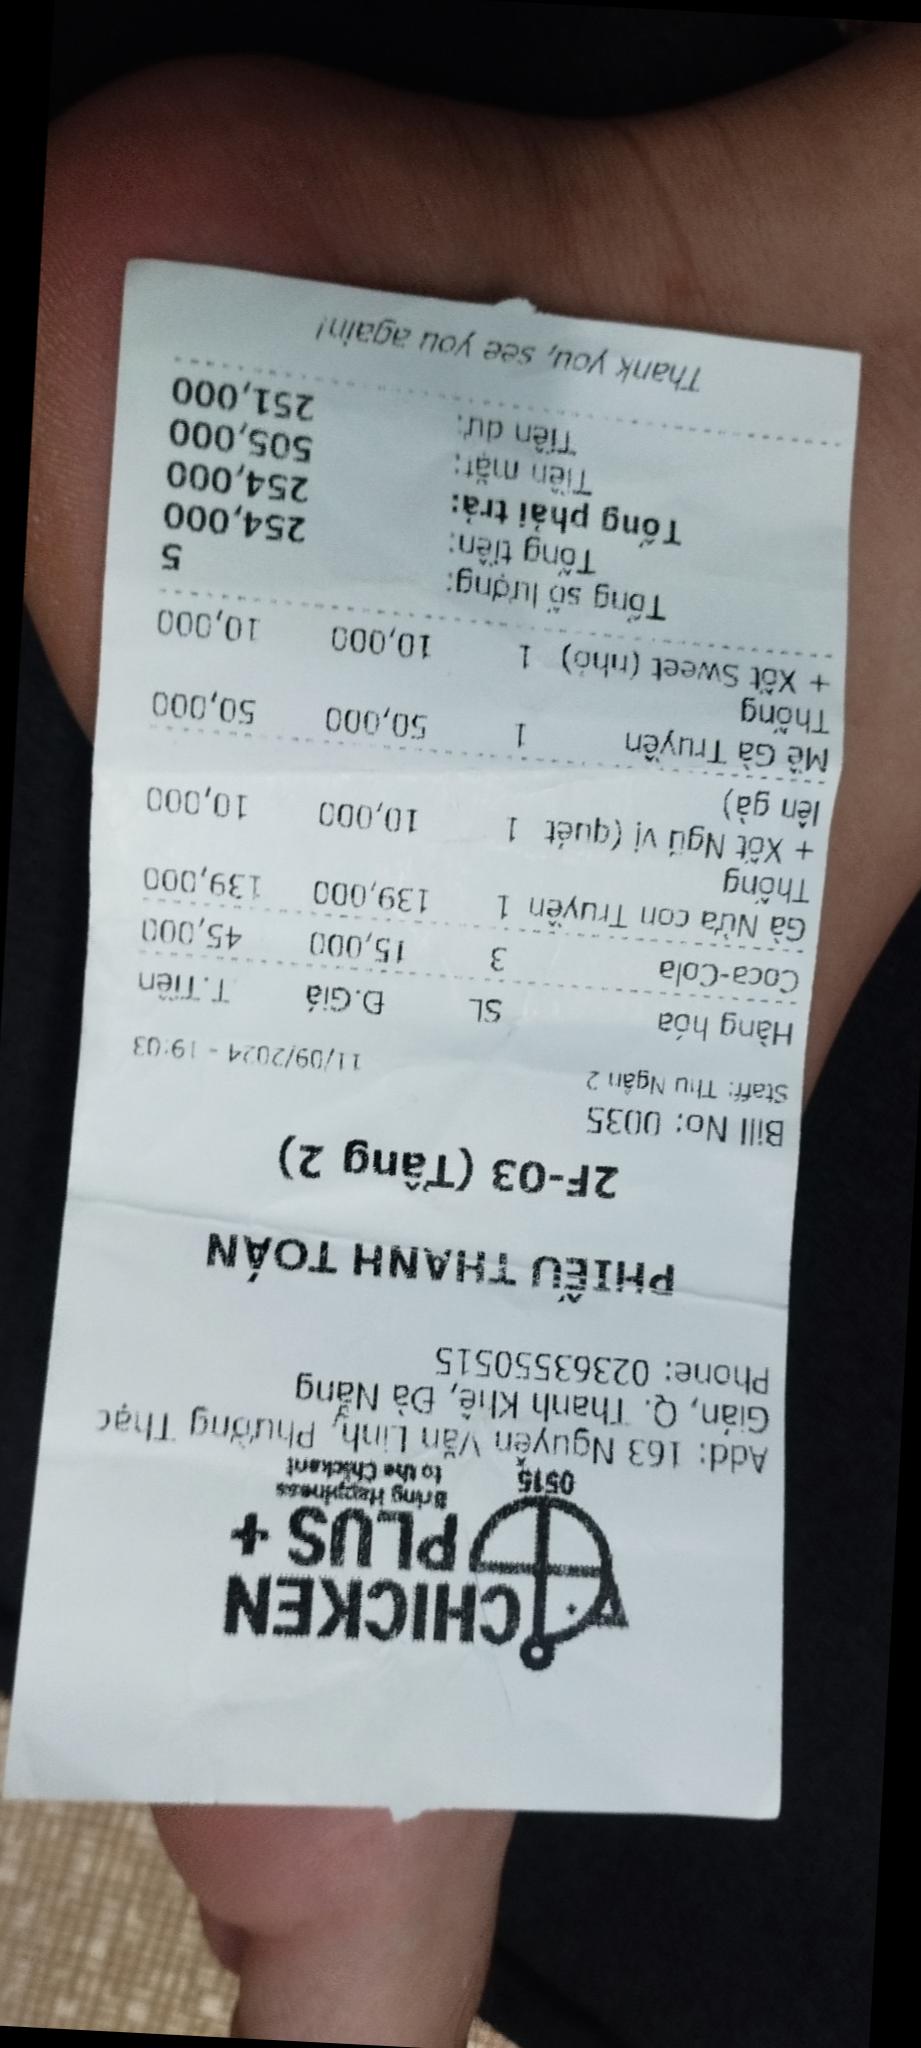 CHICKEN
PLUS +
Bring Happiness
to the Chickant
0515
Add: 163 Nguyễn Văn Linh, Phường Thạc
Gián, Q. Thanh Khê, Đà Nẵng
Phone: 02363550515
PHIẾU THANH TOÁN
2F-03 (Tầng 2)
Bill No: 0035
Staff: Thu Ngân 2 11/09/2024 - 19:03
Hàng hóa SL Đ.Giá T.Tiền
Coca-Cola 3 15,000 45,000
Gà Nửa con Truyền 1 139,000 139,000
Thống
+ Xốt Ngũ vị (quét 1 10,000 10,000
lên gà)
Mề Gà Truyền 1 50,000 50,000
Thống
+ Xốt Sweet (nhỏ) 1 10,000 10,000
Tổng số lượng: 5
Tổng tiền: 254,000
Tổng phải trả: 254,000
Tiền mặt: 505,000
Tiền dư: 251,000
Thank you, see you again!